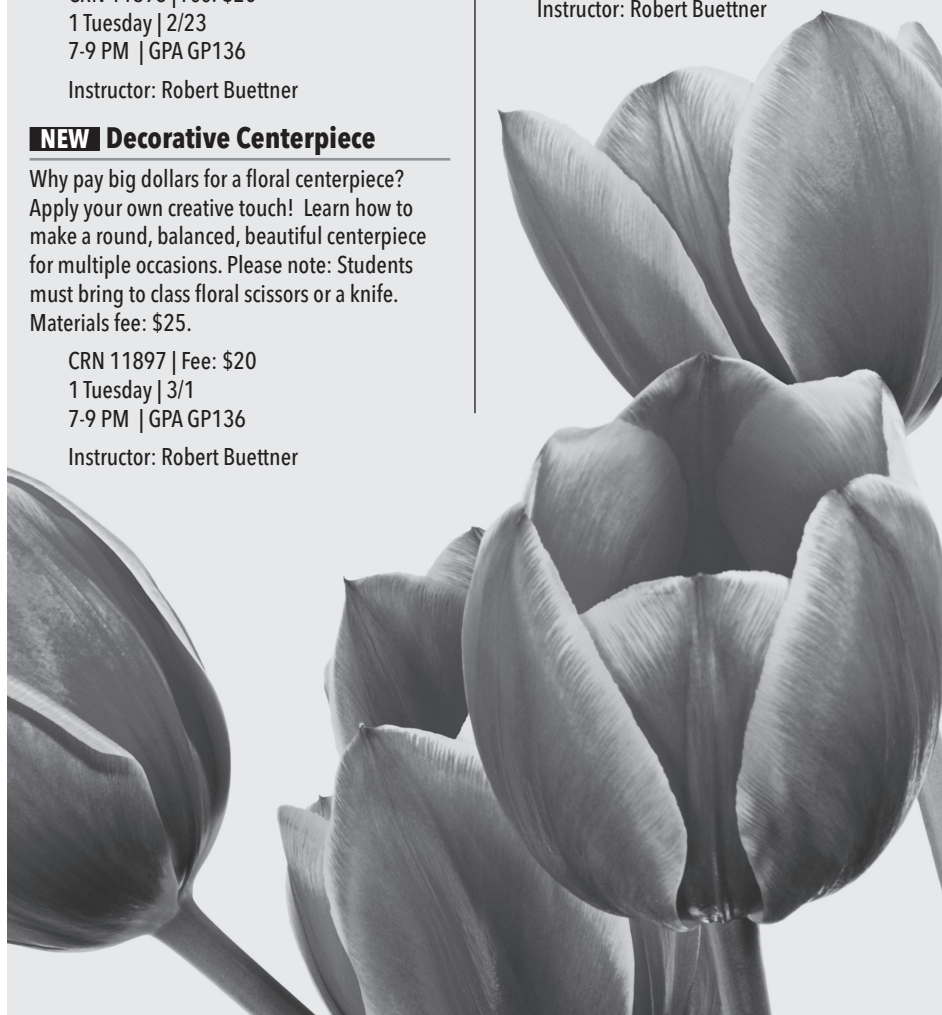 1 Tuesday | 2/23
7-9 PM | GPA GP136
Instructor: Robert Buettner
NEW Decorative Centerpiece
Why pay big dollars for a floral centerpiece?
Apply your own creative touch! Learn how to
make a round, balanced, beautiful centerpiece
for multiple occasions. Please note: Students
must bring to class floral scissors or a knife.
Materials fee: $25.
CRN 11897 | Fee: $20
1 Tuesday | 3/1
7-9 PM | GPA GP136
Instructor: Robert Buettner
Instructor: Robert Buettner